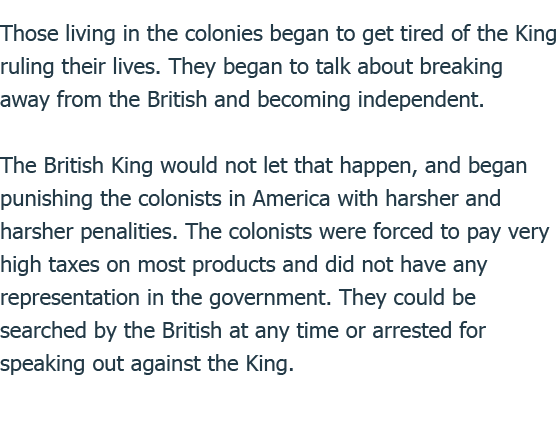 Those living in the colonies began to get tired of the King
ruling their lives. They began to talk about breaking
away from the British and becoming independent.
The British King would not let that happen, and began
punishing the colonists in America with harsher and
harsher penalities. The colonists were forced to pay very
high taxes on most products and did not have any
representation in the government. They could be
searched by the British at any time or arrested for
speaking out against the King.